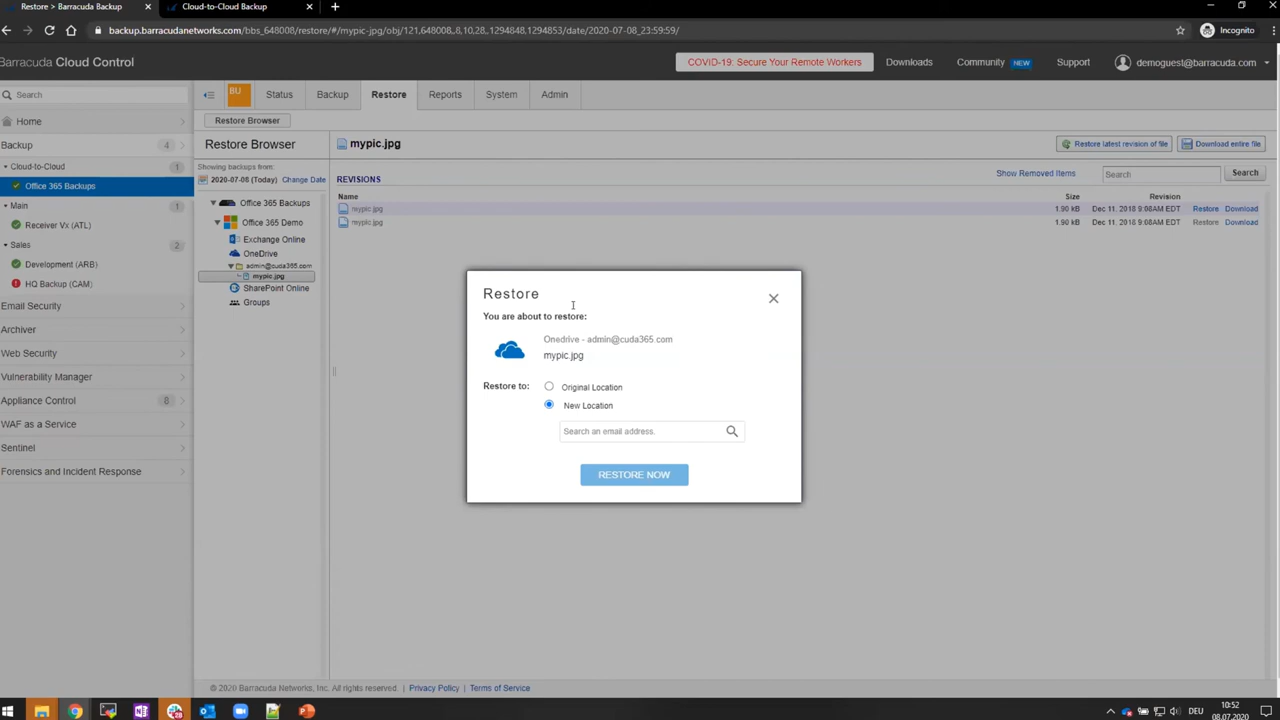 Restore > Barracuda Backup
Cloud-to-Cloud Backup
backup.barracudanetworks.com/bbs_648008/restore/#/mypic-jpg/obj/121,648008,,8,10,28,,1294848,1294853/date/2020-07-08_23:59:59/
Incognito
Barracuda Cloud Control
COVID-19: Secure Your Remote Workers
Downloads
Community NEW
Support
demoguest@barracuda.com
Search
BU
Status
Backup
Restore
Reports
System
Admin
Home
Restore Browser
Backup 4
Restore Browser
mypic.jpg
Restore latest revision of file
Download entire file
Cloud-to-Cloud 1
Showing backups from:
Office 365 Backups
2020-07-08 (Today) Change Date
REVISIONS
Show Removed Items
Search
Search
Name
Size
Revision
Main 1
Office 365 Backups
mypic.jpg
1.90 kB
Dec 11, 2018 9:08AM EDT
Restore
Download
Receiver Vx (ATL)
Office 365 Demo
mypic.jpg
1.90 kB
Dec 11, 2018 9:08AM EDT
Restore
Download
Sales 2
Exchange Online
OneDrive
Development (ARB)
admin@cuda365.com
mypic.jpg
HQ Backup (CAM)
SharePoint Online
Groups
Email Security
Archiver
Web Security
Vulnerability Manager
Appliance Control 8
WAF as a Service
Sentinel
Forensics and Incident Response
Restore
You are about to restore:
Onedrive - admin@cuda365.com
mypic.jpg
Restore to:
Original Location
New Location
Search an email address.
RESTORE NOW
© 2020 Barracuda Networks, Inc. All rights reserved. | Privacy Policy | Terms of Service
DEU
10:52
08.07.2020